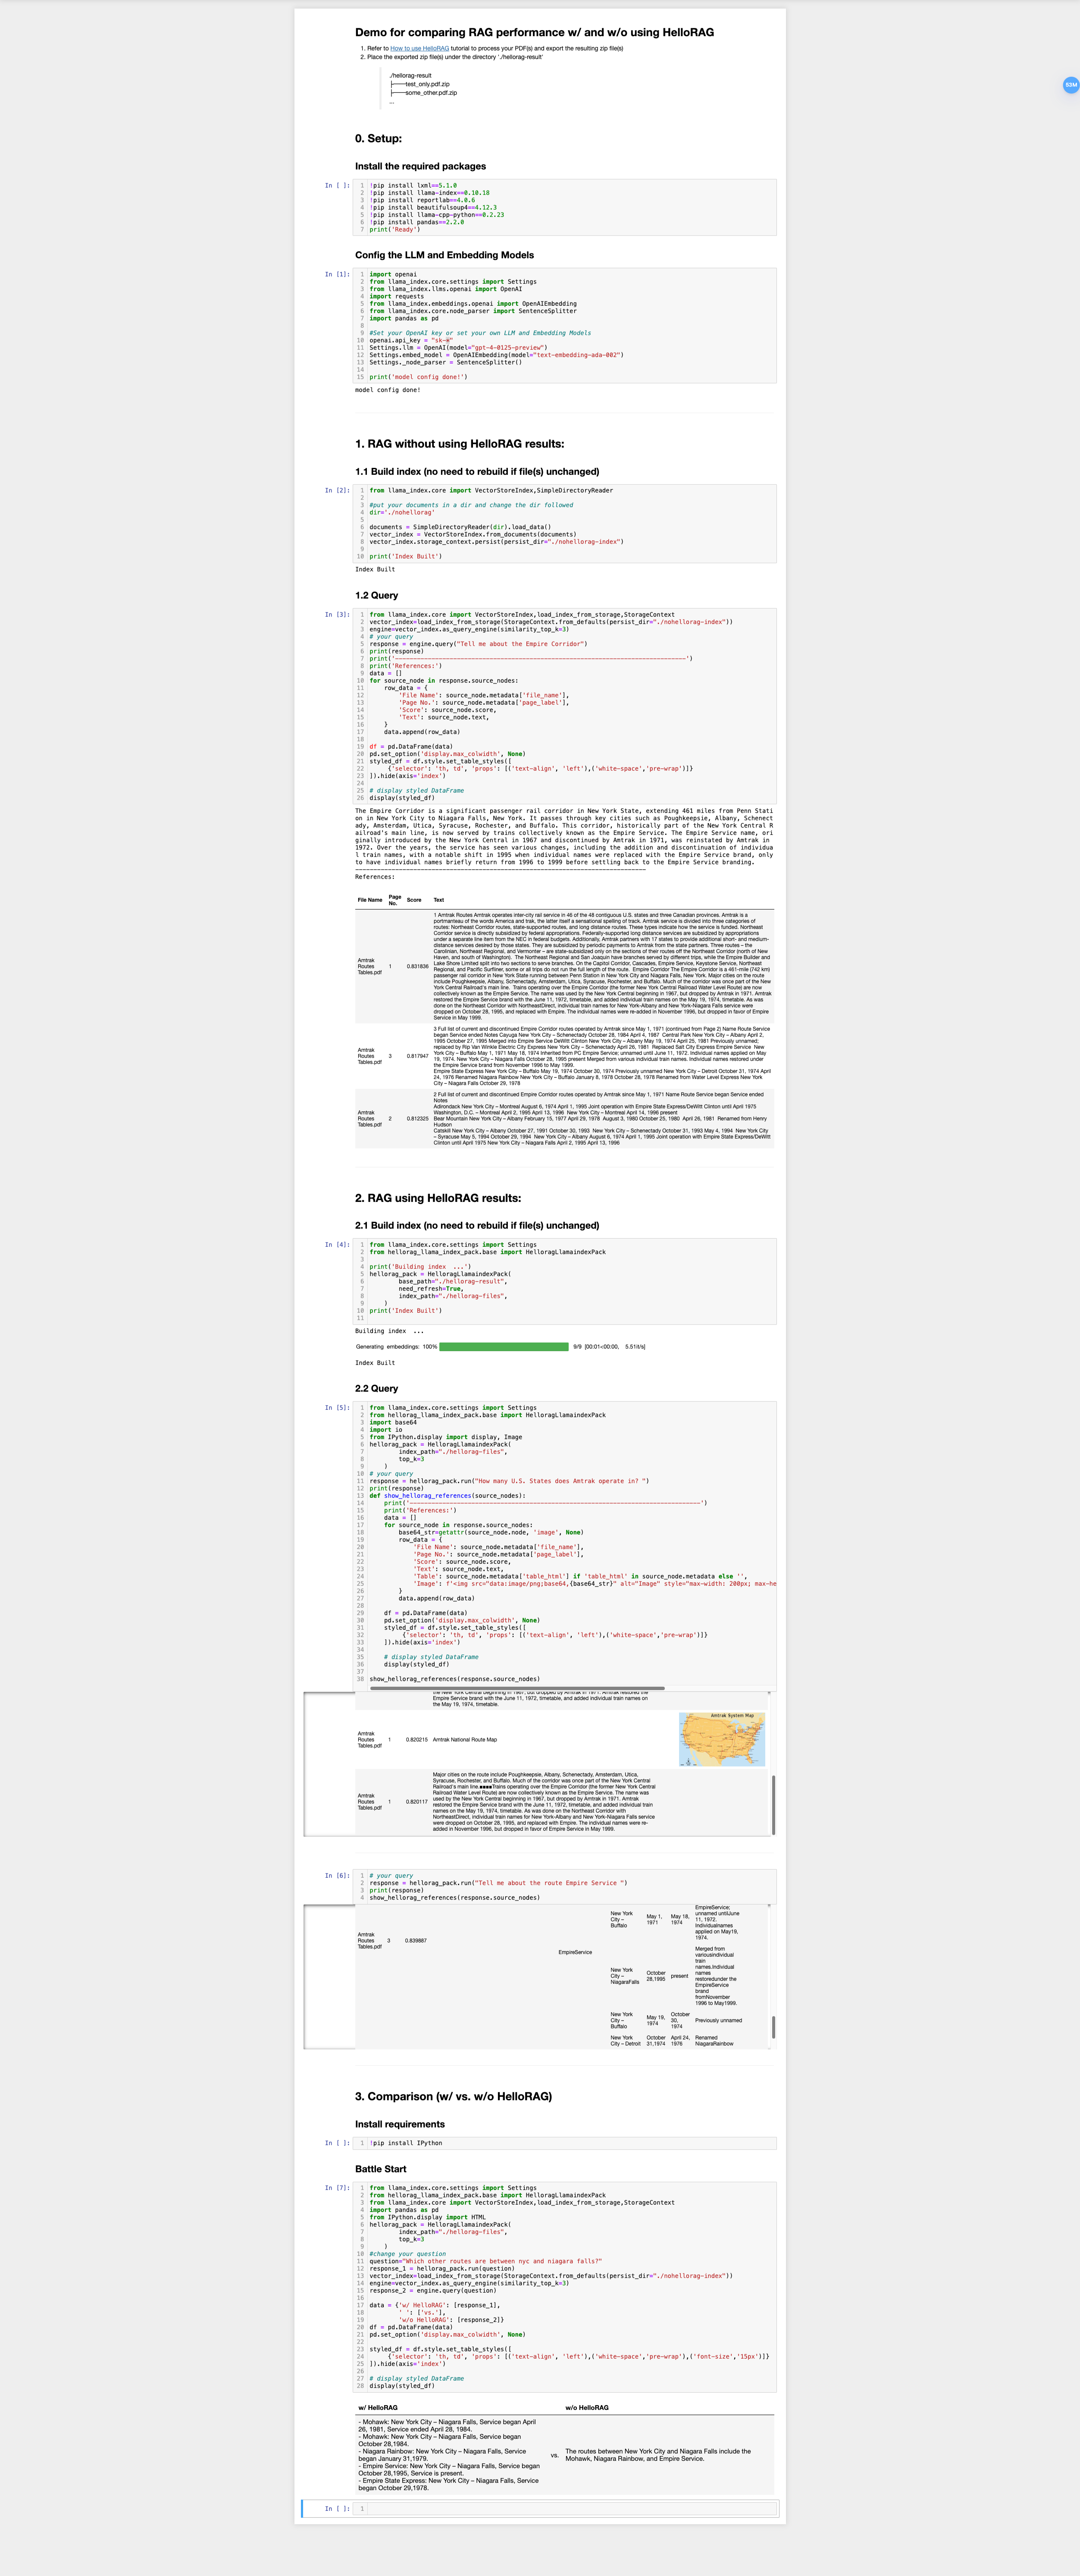 Demo for comparing RAG performance w/ and w/o using HelloRAG
1. Refer to How to use HelloRAG tutorial to process your PDF(s) and export the resulting zip file(s)
2. Place the exported zip file(s) under the directory './hellorag-result'
./hellorag-result
├──test_only.pdf.zip
├──some_other.pdf.zip
...
93M
0. Setup:
Install the required packages
In [ ]:
1 !pip install lxml==5.1.0
2 !pip install llama-index==0.10.18
3 !pip install reportlab==4.0.6
4 !pip install beautifulsoup4==4.12.3
5 !pip install llama-cpp-python==0.2.23
6 !pip install pandas==2.2.0
7 print('Ready')
Config the LLM and Embedding Models
In [1]:
1 import openai
2 from llama_index.core.settings import Settings
3 from llama_index.llms.openai import OpenAI
4 import requests
5 from llama_index.embeddings.openai import OpenAIEmbedding
6 from llama_index.core.node_parser import SentenceSplitter
7 import pandas as pd
8
9 #Set your OpenAI key or set your own LLM and Embedding Models
10 openai.api_key = "sk-"
11 Settings.llm = OpenAI(model="gpt-4-0125-preview")
12 Settings.embed_model = OpenAIEmbedding(model="text-embedding-ada-002")
13 Settings._node_parser = SentenceSplitter()
14
15 print('model config done!')
model config done!
1. RAG without using HelloRAG results:
1.1 Build index (no need to rebuild if file(s) unchanged)
In [2]:
1 from llama_index.core import VectorStoreIndex,SimpleDirectoryReader
2
3 #put your documents in a dir and change the dir followed
4 dir='./nohellorag'
5
6 documents = SimpleDirectoryReader(dir).load_data()
7 vector_index = VectorStoreIndex.from_documents(documents)
8 vector_index.storage_context.persist(persist_dir="./nohellorag-index")
9
10 print('Index Built')
Index Built
1.2 Query
In [3]:
1 from llama_index.core import VectorStoreIndex,load_index_from_storage,StorageContext
2 vector_index=load_index_from_storage(StorageContext.from_defaults(persist_dir="./nohellorag-index"))
3 engine=vector_index.as_query_engine(similarity_top_k=3)
4 # your query
5 response = engine.query("Tell me about the Empire Corridor")
6 print(response)
7 print('--------------------------------------------------------------------------------')
8 print('References:')
9 data = []
10 for source_node in response.source_nodes:
11 row_data = {
12 'File Name': source_node.metadata['file_name'],
13 'Page No.': source_node.metadata['page_label'],
14 'Score': source_node.score,
15 'Text': source_node.text,
16 }
17 data.append(row_data)
18
19 df = pd.DataFrame(data)
20 pd.set_option('display.max_colwidth', None)
21 styled_df = df.style.set_table_styles([
22 {'selector': 'th, td', 'props': [('text-align', 'left'),('white-space','pre-wrap')]}
23 ]).hide(axis='index')
24
25 # display styled DataFrame
26 display(styled_df)
The Empire Corridor is a significant passenger rail corridor in New York State, extending 461 miles from Penn Stati
on in New York City to Niagara Falls, New York. It passes through key cities such as Poughkeepsie, Albany, Schenect
ady, Amsterdam, Utica, Syracuse, Rochester, and Buffalo. This corridor, historically part of the New York Central R
ailroad's main line, is now served by trains collectively known as the Empire Service. The Empire Service name, ori
ginally introduced by the New York Central in 1967 and discontinued by Amtrak in 1971, was reinstated by Amtrak in
1972. Over the years, the service has seen various changes, including the addition and discontinuation of individua
l train names, with a notable shift in 1995 when individual names were replaced with the Empire Service brand, only
to have individual names briefly return from 1996 to 1999 before settling back to the Empire Service branding.
--------------------------------------------------------------------------------
References:
File Name Page No. Score Text
Amtrak Routes Tables.pdf 1 0.831836
1 Amtrak Routes Amtrak operates inter-city rail service in 46 of the 48 contiguous U.S. states and three Canadian provinces. Amtrak is a
portmanteau of the words America and trak, the latter itself a sensational spelling of track. Amtrak service is divided into three categories of
routes: Northeast Corridor routes, state-supported routes, and long distance routes. These types indicate how the service is funded. Northeast
Corridor service is directly subsidized by federal appropriations. Federally-supported long distance services are subsidized by appropriations
under a separate line item from the NEC in federal budgets. Additionally, Amtrak partners with 17 states to provide additional short- and medium-
distance services desired by those states. They are subsidized by periodic payments to Amtrak from the state partners. Three routes – the
Carolinian, Northeast Regional, and Vermonter – are state-subsidized only on the sections of their routes off the Northeast Corridor (north of New
Haven, and south of Washington). The Northeast Regional and San Joaquin have branches served by different trips, while the Empire Builder and
Lake Shore Limited split into two sections to serve branches. On the Capitol Corridor, Cascades, Empire Service, Keystone Service, Northeast
Regional, and Pacific Surfliner, some or all trips do not run the full length of the route. Empire Corridor The Empire Corridor is a 461-mile (742 km)
passenger rail corridor in New York State running between Penn Station in New York City and Niagara Falls, New York. Major cities on the route
include Poughkeepsie, Albany, Schenectady, Amsterdam, Utica, Syracuse, Rochester, and Buffalo. Much of the corridor was once part of the New
York Central Railroad's main line. Trains operating over the Empire Corridor (the former New York Central Railroad Water Level Route) are now
collectively known as the Empire Service. The name was used by the New York Central beginning in 1967, but dropped by Amtrak in 1971. Amtrak
restored the Empire Service brand with the June 11, 1972, timetable, and added individual train names on the May 19, 1974, timetable. As was
done on the Northeast Corridor with NortheastDirect, individual train names for New York-Albany and New York-Niagara Falls service were
dropped on October 28, 1995, and replaced with Empire. The individual names were re-added in November 1996, but dropped in favor of Empire
Service in May 1999.
Amtrak Routes Tables.pdf 3 0.817947
3 Full list of current and discontinued Empire Corridor routes operated by Amtrak since May 1, 1971 (continued from Page 2) Name Route Service
began Service ended Notes Cayuga New York City – Schenectady October 28, 1984 April 4, 1987 Central Park New York City – Albany April 2,
1995 October 27, 1995 Merged into Empire Service DeWitt Clinton New York City – Albany May 19, 1974 April 25, 1981 Previously unnamed;
replaced by Rip Van Winkle Electric City Express New York City – Schenectady April 26, 1981 Replaced Salt City Express Empire Service New
York City – Buffalo May 1, 1971 May 18, 1974 Inherited from PC Empire Service; unnamed until June 11, 1972. Individual names applied on May
19, 1974. New York City – Niagara Falls October 28, 1995 present Merged from various individual train names. Individual names restored under
the Empire Service brand from November 1996 to May 1999.
Empire State Express New York City – Buffalo May 19, 1974 October 30, 1974 Previously unnamed New York City – Detroit October 31, 1974 April
24, 1976 Renamed Niagara Rainbow New York City – Buffalo January 8, 1978 October 28, 1978 Renamed from Water Level Express New York
City – Niagara Falls October 29, 1978
Amtrak Routes Tables.pdf 2 0.812325
2 Full list of current and discontinued Empire Corridor routes operated by Amtrak since May 1, 1971 Name Route Service began Service ended
Notes
Adirondack New York City – Montreal August 6, 1974 April 1, 1995 Joint operation with Empire State Express/DeWitt Clinton until April 1975
Washington, D.C. – Montreal April 2, 1995 April 13, 1996 New York City – Montreal April 14, 1996 present
Bear Mountain New York City – Albany February 15, 1977 April 29, 1978 August 3, 1980 October 25, 1980 April 26, 1981 Renamed from Henry
Hudson
Catskill New York City – Albany October 27, 1991 October 30, 1993 New York City – Schenectady October 31, 1993 May 4, 1994 New York City
– Syracuse May 5, 1994 October 29, 1994 New York City – Albany August 6, 1974 April 1, 1995 Joint operation with Empire State Express/DeWitt
Clinton until April 1975 New York City – Niagara Falls April 2, 1995 April 13, 1996
2. RAG using HelloRAG results:
2.1 Build index (no need to rebuild if file(s) unchanged)
In [4]:
1 from llama_index.core.settings import Settings
2 from hellorag_llama_index_pack.base import HelloragLlamaindexPack
3
4 print('Building index ...')
5 hellorag_pack = HelloragLlamaindexPack(
6 base_path="./hellorag-result",
7 need_refresh=True,
8 index_path="./hellorag-files",
9 )
10 print('Index Built')
11
Building index ...
Generating embeddings: 100% 9/9 [00:01<00:00, 5.51it/s]
Index Built
2.2 Query
In [5]:
1 from llama_index.core.settings import Settings
2 from hellorag_llama_index_pack.base import HelloragLlamaindexPack
3 import base64
4 import io
5 from IPython.display import display, Image
6 hellorag_pack = HelloragLlamaindexPack(
7 index_path="./hellorag-files",
8 top_k=3
9 )
10 # your query
11 response = hellorag_pack.run("How many U.S. States does Amtrak operate in? ")
12 print(response)
13 def show_hellorag_references(source_nodes):
14 print('--------------------------------------------------------------------------------')
15 print('References:')
16 data = []
17 for source_node in response.source_nodes:
18 base64_str=getattr(source_node.node, 'image', None)
19 row_data = {
20 'File Name': source_node.metadata['file_name'],
21 'Page No.': source_node.metadata['page_label'],
22 'Score': source_node.score,
23 'Text': source_node.text,
24 'Table': source_node.metadata['table_html'] if 'table_html' in source_node.metadata else '',
25 'Image': f'<img src="data:image/png;base64,{base64_str}" alt="Image" style="max-width: 200px; max-he
26 }
27 data.append(row_data)
28
29 df = pd.DataFrame(data)
30 pd.set_option('display.max_colwidth', None)
31 styled_df = df.style.set_table_styles([
32 {'selector': 'th, td', 'props': [('text-align', 'left'),('white-space','pre-wrap')]}
33 ]).hide(axis='index')
34
35 # display styled DataFrame
36 display(styled_df)
37
38 show_hellorag_references(response.source_nodes)
the New York Central beginning in 1967, but dropped by Amtrak in 1971. Amtrak restored the
Empire Service brand with the June 11, 1972, timetable, and added individual train names on
the May 19, 1974, timetable.
Amtrak Routes Tables.pdf 1 0.820215 Amtrak National Route Map
Amtrak System Map
Amtrak Routes Tables.pdf 1 0.820117
Major cities on the route include Poughkeepsie, Albany, Schenectady, Amsterdam, Utica,
Syracuse, Rochester, and Buffalo. Much of the corridor was once part of the New York Central
Railroad's main line.■■■■Trains operating over the Empire Corridor (the former New York Central
Railroad Water Level Route) are now collectively known as the Empire Service. The name was
used by the New York Central beginning in 1967, but dropped by Amtrak in 1971. Amtrak
restored the Empire Service brand with the June 11, 1972, timetable, and added individual train
names on the May 19, 1974, timetable. As was done on the Northeast Corridor with
NortheastDirect, individual train names for New York-Albany and New York-Niagara Falls service
were dropped on October 28, 1995, and replaced with Empire. The individual names were re-
added in November 1996, but dropped in favor of Empire Service in May 1999.
In [6]:
1 # your query
2 response = hellorag_pack.run("Tell me about the route Empire Service ")
3 print(response)
4 show_hellorag_references(response.source_nodes)
Amtrak Routes Tables.pdf 3 0.839887
EmpireService
New York City – Buffalo May 1, 1971 May 18, 1974 EmpireService; unnamed untilJune 11, 1972. Individualnames applied on May19, 1974.
New York City – NiagaraFalls October 28,1995 present Merged from variousindividual train names.Individual names restoredunder the EmpireService brand fromNovember 1996 to May1999.
New York City – Buffalo May 19, 1974 October 30, 1974 Previously unnamed
New York City – Detroit October 31,1974 April 24, 1976 Renamed NiagaraRainbow
3. Comparison (w/ vs. w/o HelloRAG)
Install requirements
In [ ]:
1 !pip install IPython
Battle Start
In [7]:
1 from llama_index.core.settings import Settings
2 from hellorag_llama_index_pack.base import HelloragLlamaindexPack
3 from llama_index.core import VectorStoreIndex,load_index_from_storage,StorageContext
4 import pandas as pd
5 from IPython.display import HTML
6 hellorag_pack = HelloragLlamaindexPack(
7 index_path="./hellorag-files",
8 top_k=3
9 )
10 #change your question
11 question="Which other routes are between nyc and niagara falls?"
12 response_1 = hellorag_pack.run(question)
13 vector_index=load_index_from_storage(StorageContext.from_defaults(persist_dir="./nohellorag-index"))
14 engine=vector_index.as_query_engine(similarity_top_k=3)
15 response_2 = engine.query(question)
16
17 data = {'w/ HelloRAG': [response_1],
18 ' ': ['vs.'],
19 'w/o HelloRAG': [response_2]}
20 df = pd.DataFrame(data)
21 pd.set_option('display.max_colwidth', None)
22
23 styled_df = df.style.set_table_styles([
24 {'selector': 'th, td', 'props': [('text-align', 'left'),('white-space','pre-wrap'),('font-size','15px')]}
25 ]).hide(axis='index')
26
27 # display styled DataFrame
28 display(styled_df)
w/ HelloRAG w/o HelloRAG
- Mohawk: New York City – Niagara Falls, Service began April
26, 1981, Service ended April 28, 1984.
- Mohawk: New York City – Niagara Falls, Service began
October 28,1984.
- Niagara Rainbow: New York City – Niagara Falls, Service
began January 31,1979.
- Empire Service: New York City – Niagara Falls, Service began
October 28,1995, Service is present.
- Empire State Express: New York City – Niagara Falls, Service
began October 29,1978.
vs.
The routes between New York City and Niagara Falls include the
Mohawk, Niagara Rainbow, and Empire Service.
In [ ]:
1